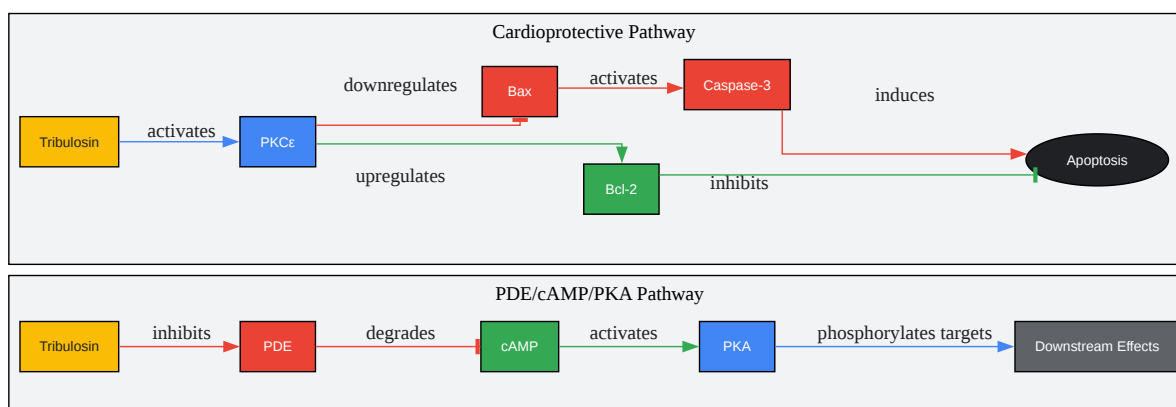 Cardioprotective Pathway
downregulates
Bax
activates
Caspase-3
induces
Tribulosin
activates
PKCε
Apoptosis
upregulates
Bcl-2
inhibits
PDE/cAMP/PKA Pathway
Tribulosin
inhibits
PDE
degrades
cAMP
activates
PKA
phosphorylates targets
Downstream Effects